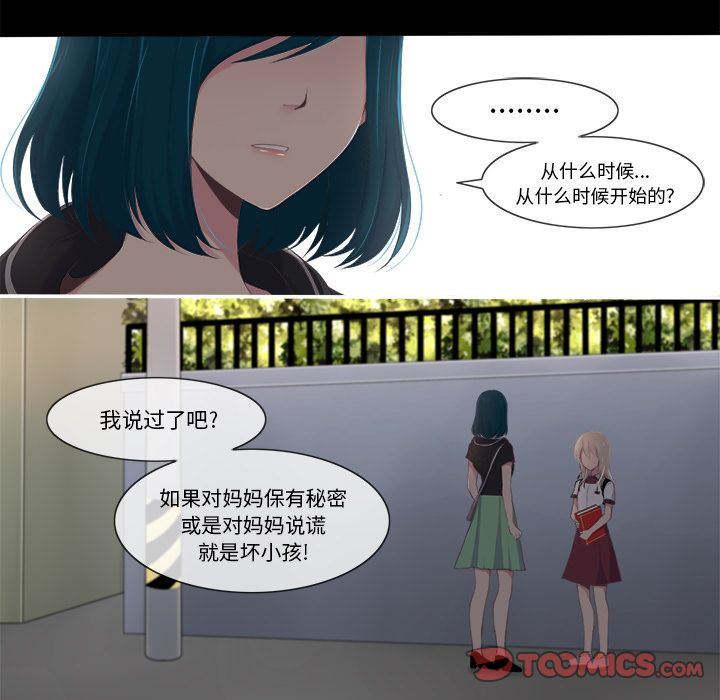 ........
从什么时候...
从什么时候开始的?
我说过了吧?
如果对妈妈保有秘密
或是对妈妈说谎
就是坏小孩!
TOOMICS.COM